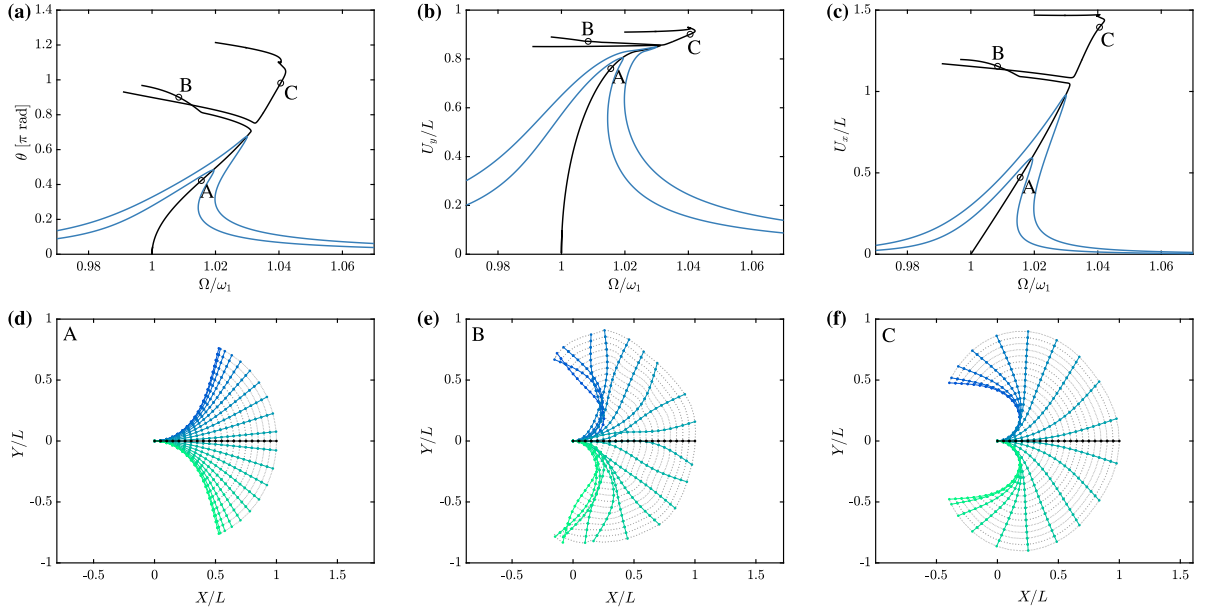 (a)
1.4
1.2
1
0.8
0.6
0.4
0.2
0
θ [π rad]
0.98 1 1.02 1.04 1.06
Ω/ω₁
A
B
C
(b)
1
0.8
0.6
0.4
0.2
0
U_y/L
0.98 1 1.02 1.04 1.06
Ω/ω₁
A
B
C
(c)
1.5
1
0.5
0
U_x/L
0.98 1 1.02 1.04 1.06
Ω/ω₁
A
B
C
(d)
A
1
0.5
0
-0.5
-1
Y/L
-0.5 0 0.5 1 1.5
X/L
(e)
B
1
0.5
0
-0.5
-1
Y/L
-0.5 0 0.5 1 1.5
X/L
(f)
C
1
0.5
0
-0.5
-1
Y/L
-0.5 0 0.5 1 1.5
X/L